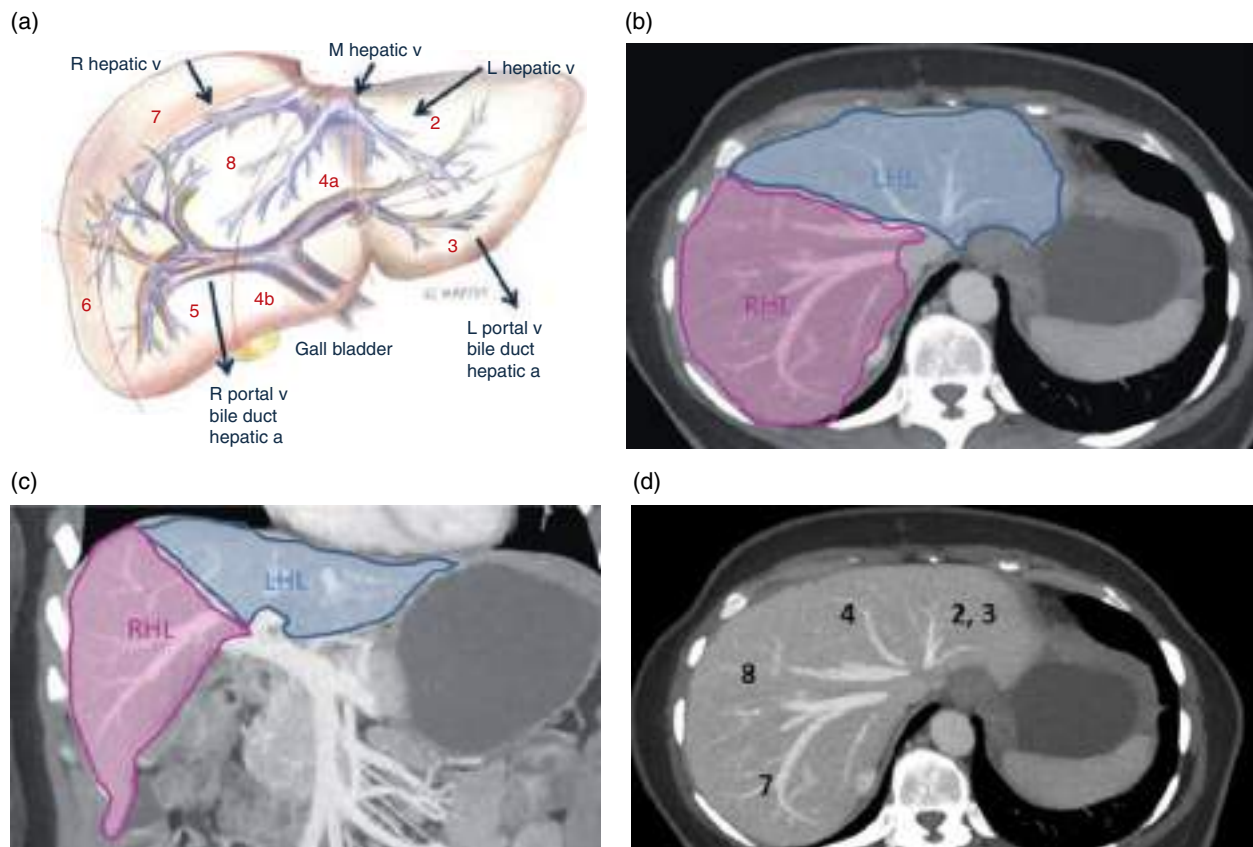 (a)
R hepatic v
M hepatic v
L hepatic v
7
2
8
4a
3
6
5
4b
Gall bladder
L portal v
bile duct
hepatic a
R portal v
bile duct
hepatic a
(b)
LHL
RHL
(c)
LHL
RHL
(d)
4
2, 3
8
7